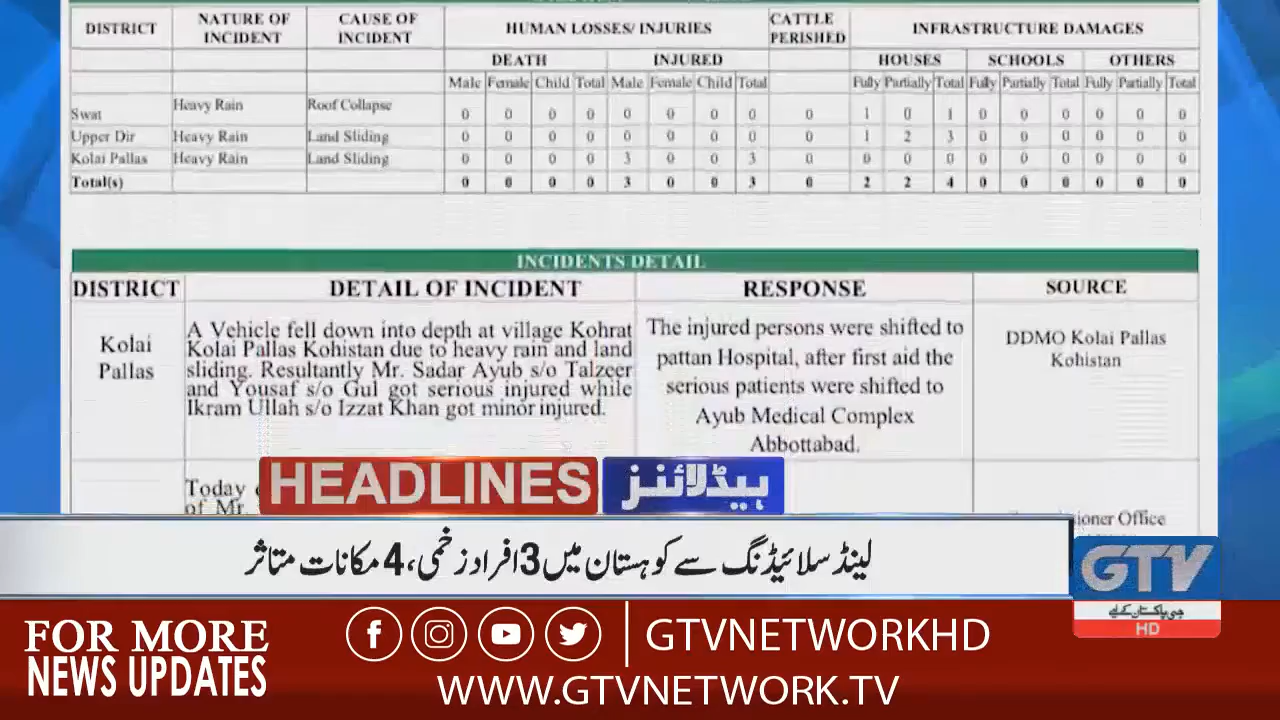 DISTRICT NATURE OF INCIDENT CAUSE OF INCIDENT HUMAN LOSSES/ INJURIES CATTLE PERISHED INFRASTRUCTURE DAMAGES
DEATH INJURED HOUSES SCHOOLS OTHERS
Male Female Child Total Male Female Child Total Fully Partially Total Fully Partially Total Fully Partially Total
Swat Heavy Rain Roof Collapse 0 0 0 0 0 0 0 0 0 1 0 1 0 0 0 0 0 0
Upper Dir Heavy Rain Land Sliding 0 0 0 0 0 0 0 0 0 1 2 3 0 0 0 0 0 0
Kolai Pallas Heavy Rain Land Sliding 0 0 0 0 3 0 0 3 0 0 0 0 0 0 0 0 0 0
Total(s) 0 0 0 0 3 0 0 3 0 2 2 4 0 0 0 0 0 0
INCIDENTS DETAIL
DISTRICT DETAIL OF INCIDENT RESPONSE SOURCE
Kolai Pallas
A Vehicle fell down into depth at village Kohrat
Kolai Pallas Kohistan due to heavy rain and land
sliding. Resultantly Mr. Sadar Ayub s/o Talzeer
and Yousaf s/o Gul got serious injured while
Ikram Ullah s/o Izzat Khan got minor injured.
The injured persons were shifted to
pattan Hospital, after first aid the
serious patients were shifted to
Ayub Medical Complex
Abbottabad.
DDMO Kolai Pallas
Kohistan
Today
of Mr.
Office
HEADLINES ہیڈلائنز
لینڈ سلائیڈنگ سے کوہستان میں 3 افراد زخمی، 4 مکانات متاثر
GTV
جی پاکستان کیلیے
HD
FOR MORE
NEWS UPDATES
GTVNETWORKHD
WWW.GTVNETWORK.TV